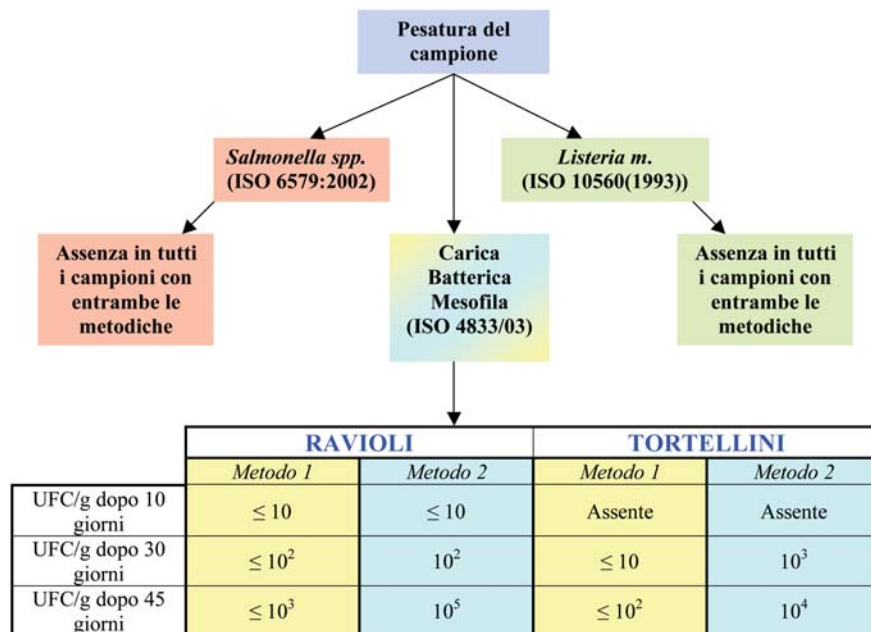 Pesatura del
campione
Salmonella spp.
(ISO 6579:2002)
Listeria m.
(ISO 10560(1993))
Assenza in tutti
i campioni con
entrambe le
metodiche
Carica
Batterica
Mesofila
(ISO 4833/03)
Assenza in tutti
i campioni con
entrambe le
metodiche
RAVIOLI TORTELLINI
Metodo 1 Metodo 2 Metodo 1 Metodo 2
UFC/g dopo 10
giorni
≤ 10 ≤ 10 Assente Assente
UFC/g dopo 30
giorni
≤ 10² 10² ≤ 10 10³
UFC/g dopo 45
giorni
≤ 10³ 10⁵ ≤ 10² 10⁴